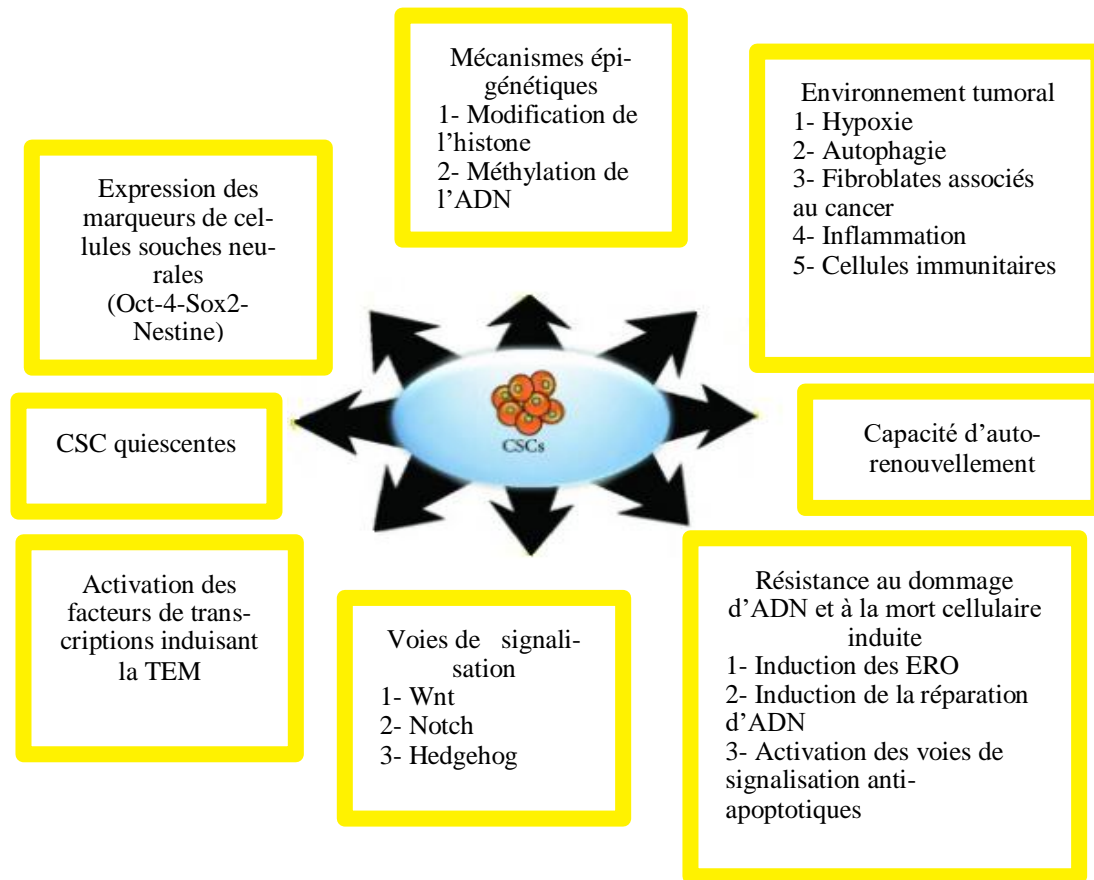 Mécanismes épi-
génétiques
1- Modification de
l’histone
2- Méthylation de
l’ADN
Environnement tumoral
1- Hypoxie
2- Autophagie
3- Fibroblates associés
au cancer
4- Inflammation
5- Cellules immunitaires
Expression des
marqueurs de cel-
lules souches neu-
rales
(Oct-4-Sox2-
Nestine)
CSC quiescentes
CSCs
Capacité d’auto-
renouvellement
Activation des
facteurs de trans-
criptions induisant
la TEM
Voies de signali-
sation
1- Wnt
2- Notch
3- Hedgehog
Résistance au dommage
d’ADN et à la mort cellulaire
induite
1- Induction des ERO
2- Induction de la réparation
d’ADN
3- Activation des voies de
signalisation anti-
apoptotiques